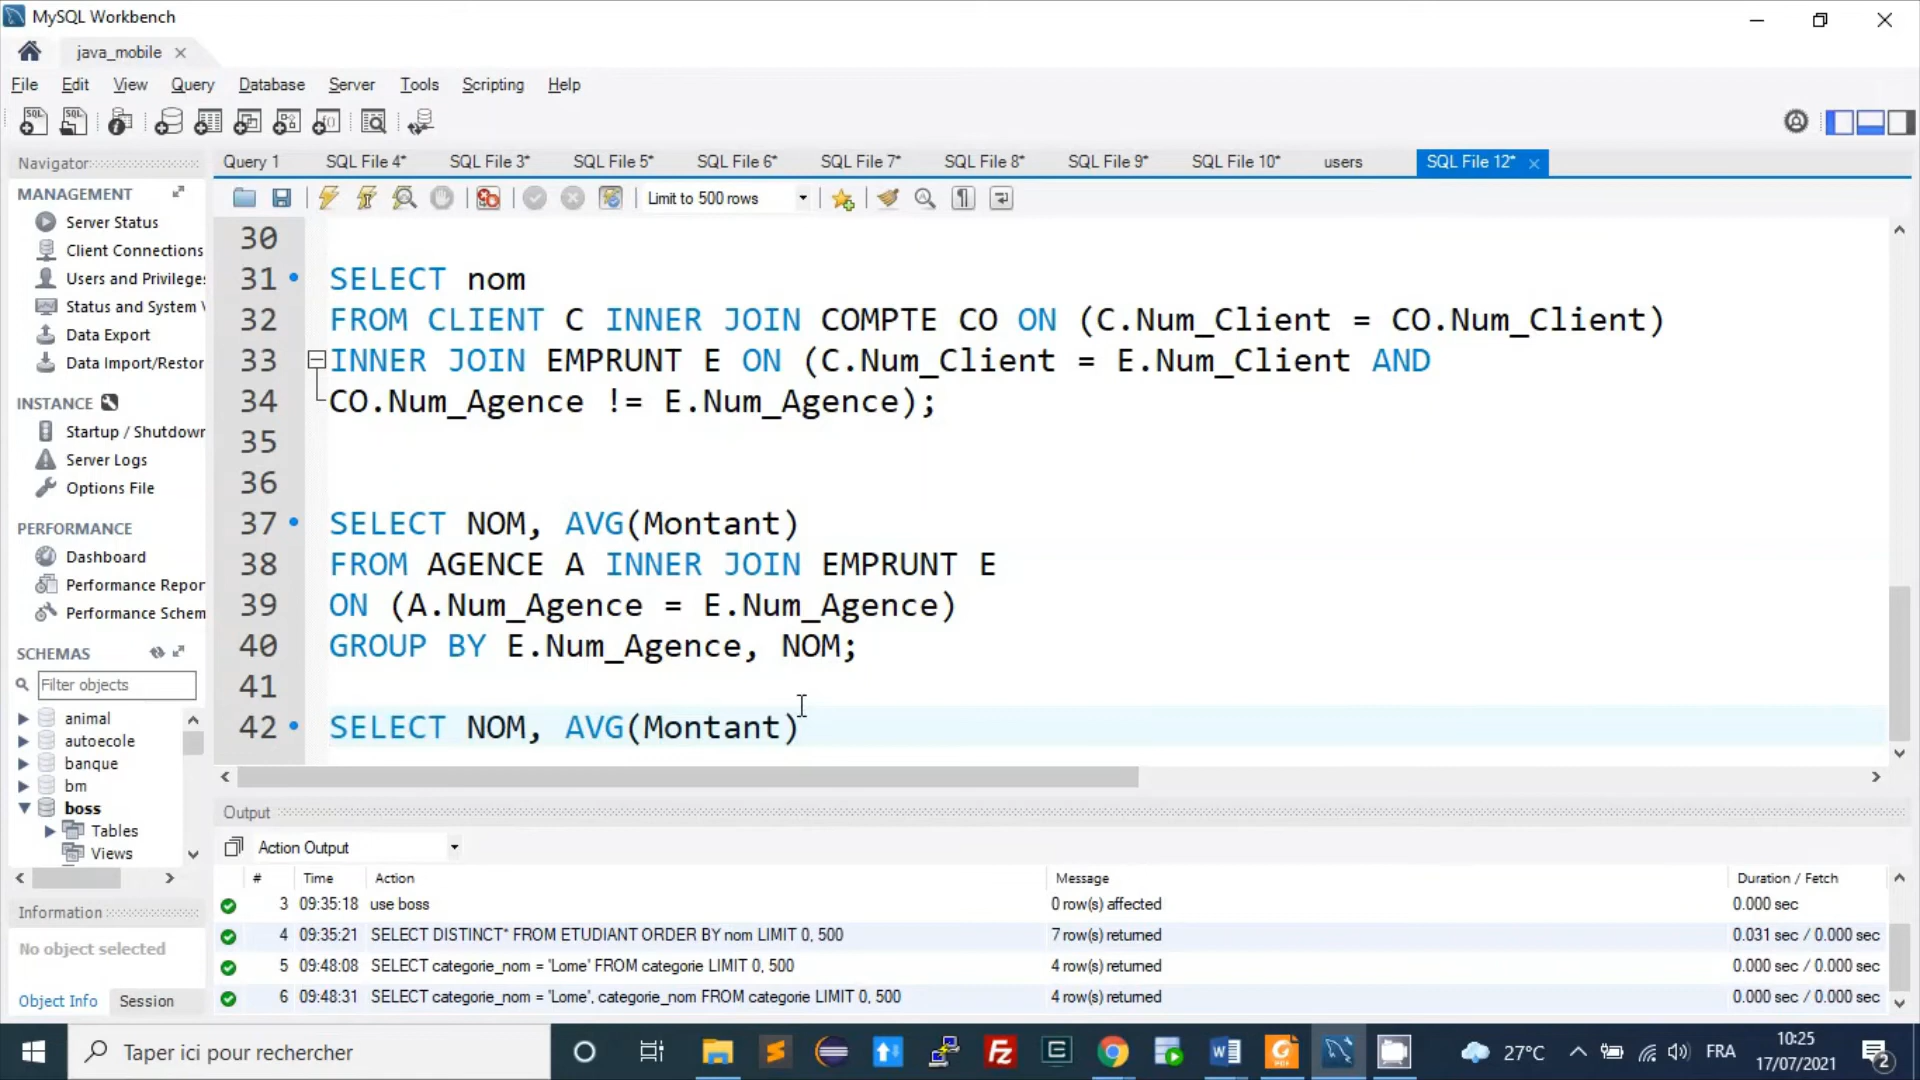 MySQL Workbench
java_mobile
File Edit View Query Database Server Tools Scripting Help
Navigator
Query 1 SQL File 4* SQL File 3* SQL File 5* SQL File 6* SQL File 7* SQL File 8* SQL File 9* SQL File 10* users SQL File 12*
Limit to 500 rows
MANAGEMENT
Server Status
Client Connections
Users and Privilege
Status and System V
Data Export
Data Import/Restor
INSTANCE
Startup / Shutdown
Server Logs
Options File
PERFORMANCE
Dashboard
Performance Repor
Performance Schem
SCHEMAS
Filter objects
animal
autoecole
banque
bm
boss
Tables
Views
Information
No object selected
Object Info Session
30
31 SELECT nom
32 FROM CLIENT C INNER JOIN COMPTE CO ON (C.Num_Client = CO.Num_Client)
33 INNER JOIN EMPRUNT E ON (C.Num_Client = E.Num_Client AND
34 CO.Num_Agence != E.Num_Agence);
35
36
37 SELECT NOM, AVG(Montant)
38 FROM AGENCE A INNER JOIN EMPRUNT E
39 ON (A.Num_Agence = E.Num_Agence)
40 GROUP BY E.Num_Agence, NOM;
41
42 SELECT NOM, AVG(Montant)
Output
Action Output
# Time Action Message Duration / Fetch
3 09:35:18 use boss 0 row(s) affected 0.000 sec
4 09:35:21 SELECT DISTINCT* FROM ETUDIANT ORDER BY nom LIMIT 0, 500 7 row(s) returned 0.031 sec / 0.000 sec
5 09:48:08 SELECT categorie_nom = 'Lome' FROM categorie LIMIT 0, 500 4 row(s) returned 0.000 sec / 0.000 sec
6 09:48:31 SELECT categorie_nom = 'Lome', categorie_nom FROM categorie LIMIT 0, 500 4 row(s) returned 0.000 sec / 0.000 sec
Taper ici pour rechercher
27°C FRA
10:25
17/07/2021
2